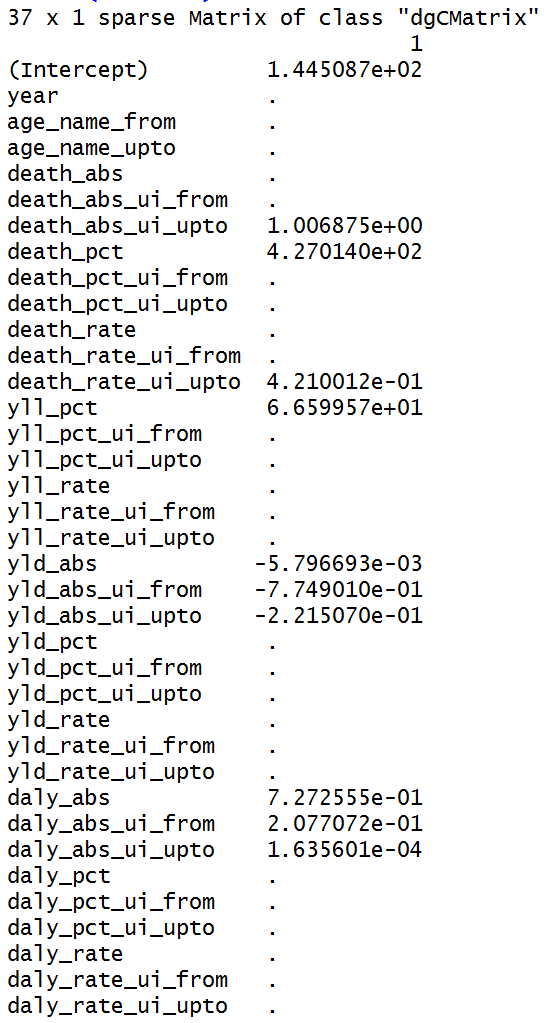 37 x 1 sparse Matrix of class "dgCMatrix"
1
(Intercept) 1.445087e+02
year .
age_name_from .
age_name_upto .
death_abs .
death_abs_ui_from .
death_abs_ui_upto 1.006875e+00
death_pct 4.270140e+02
death_pct_ui_from .
death_pct_ui_upto .
death_rate .
death_rate_ui_from .
death_rate_ui_upto 4.210012e-01
yll_pct 6.659957e+01
yll_pct_ui_from .
yll_pct_ui_upto .
yll_rate .
yll_rate_ui_from .
yll_rate_ui_upto .
yld_abs -5.796693e-03
yld_abs_ui_from -7.749010e-01
yld_abs_ui_upto -2.215070e-01
yld_pct .
yld_pct_ui_from .
yld_pct_ui_upto .
yld_rate .
yld_rate_ui_from .
yld_rate_ui_upto .
daly_abs 7.272555e-01
daly_abs_ui_from 2.077072e-01
daly_abs_ui_upto 1.635601e-04
daly_pct .
daly_pct_ui_from .
daly_pct_ui_upto .
daly_rate .
daly_rate_ui_from .
daly_rate_ui_upto .